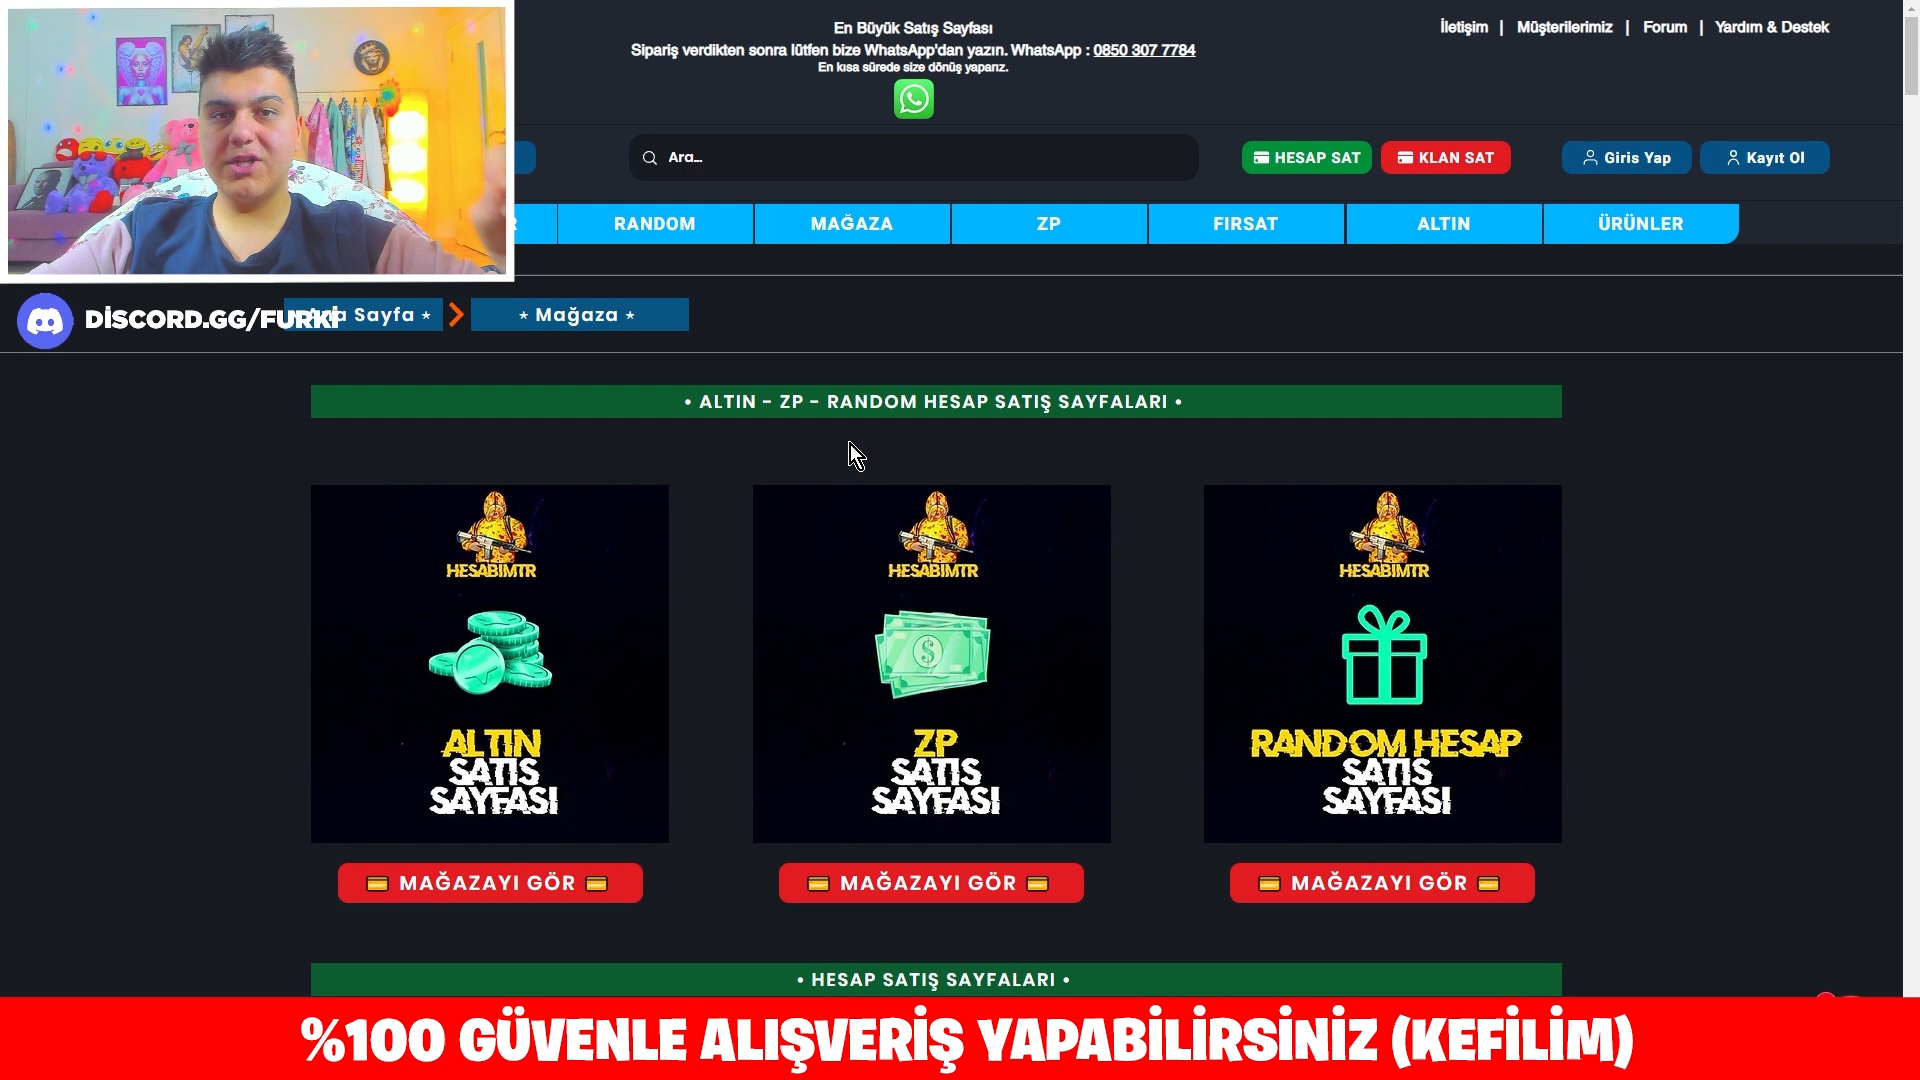 En Büyük Satış Sayfası
Sipariş verdikten sonra lütfen bize WhatsApp'dan yazın. WhatsApp : 0850 307 7784
En kısa sürede size dönüş yaparız.
İletişim | Müşterilerimiz | Forum | Yardım & Destek
Ara...
HESAP SAT
KLAN SAT
Giris Yap
Kayıt Ol
RANDOM
MAĞAZA
ZP
FIRSAT
ALTIN
ÜRÜNLER
DİSCORD.GG/FURKİ
Sayfa ⋆
⋆ Mağaza ⋆
• ALTIN - ZP - RANDOM HESAP SATIŞ SAYFALARI •
HESABIMTR
ALTIN
SATIS
SAYFASI
MAĞAZAYI GÖR
HESABIMTR
ZP
SATIS
SAYFASI
MAĞAZAYI GÖR
HESABIMTR
RANDOM HESAP
SATIS
SAYFASI
MAĞAZAYI GÖR
• HESAP SATIŞ SAYFALARI •
%100 GÜVENLE ALIŞVERİŞ YAPABİLİRSİNİZ (KEFİLİM)